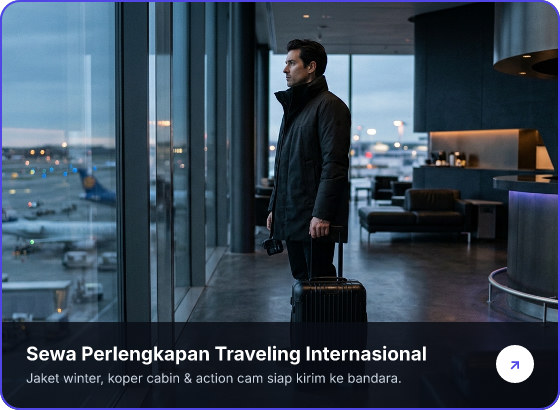 Sewa Perlengkapan Traveling Internasional
Jaket winter, koper cabin & action cam siap kirim ke bandara.